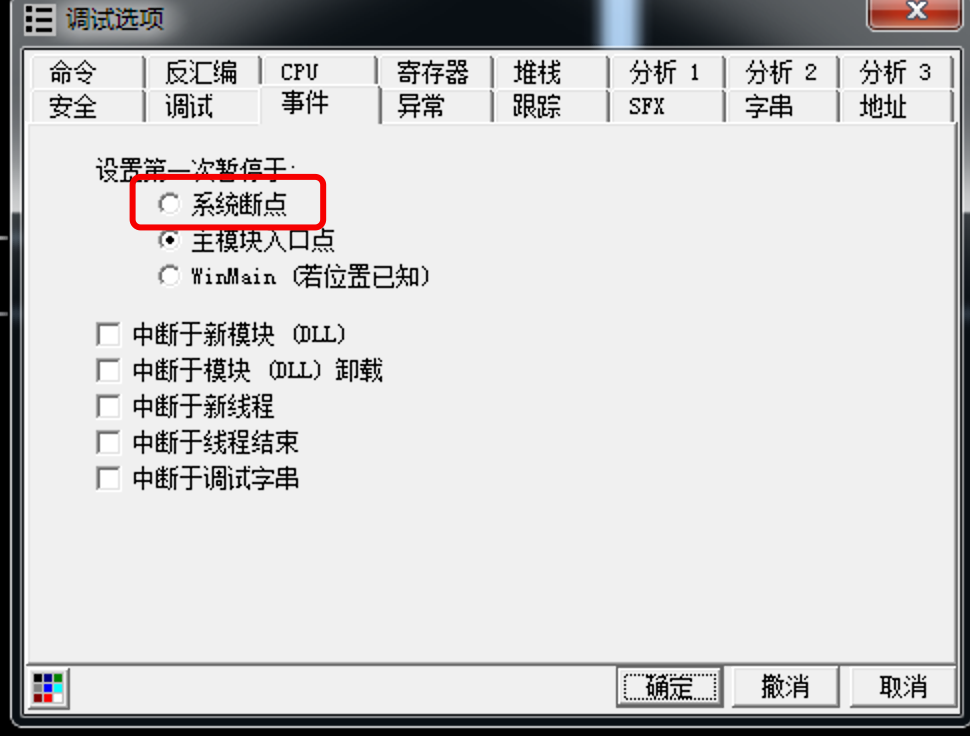 调试选项
命令 反汇编 CPU 寄存器 堆栈 分析 1 分析 2 分析 3
安全 调试 事件 异常 跟踪 SFX 字串 地址
设置第一次暂停于:
系统断点
主模块入口点
WinMain (若位置已知)
中断于新模块 (DLL)
中断于模块 (DLL) 卸载
中断于新线程
中断于线程结束
中断于调试字串
确定 撤消 取消